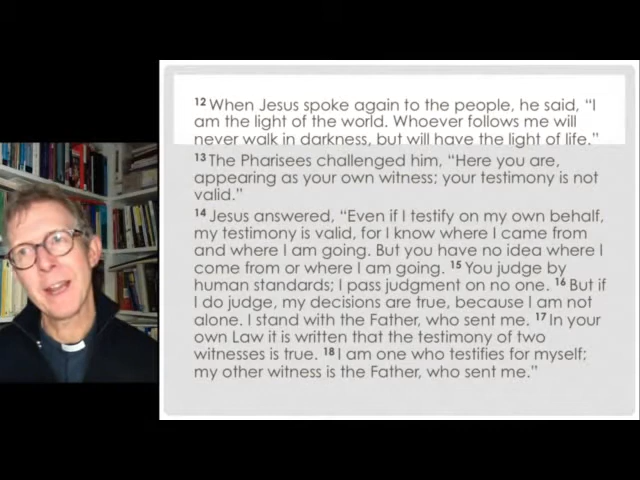 12 When Jesus spoke again to the people, he said, “I
am the light of the world. Whoever follows me will
never walk in darkness, but will have the light of life.”
13 The Pharisees challenged him, “Here you are,
appearing as your own witness; your testimony is not
valid.”
14 Jesus answered, “Even if I testify on my own behalf,
my testimony is valid, for I know where I came from
and where I am going. But you have no idea where I
come from or where I am going. 15 You judge by
human standards; I pass judgment on no one. 16 But if
I do judge, my decisions are true, because I am not
alone. I stand with the Father, who sent me. 17 In your
own Law it is written that the testimony of two
witnesses is true. 18 I am one who testifies for myself;
my other witness is the Father, who sent me.”